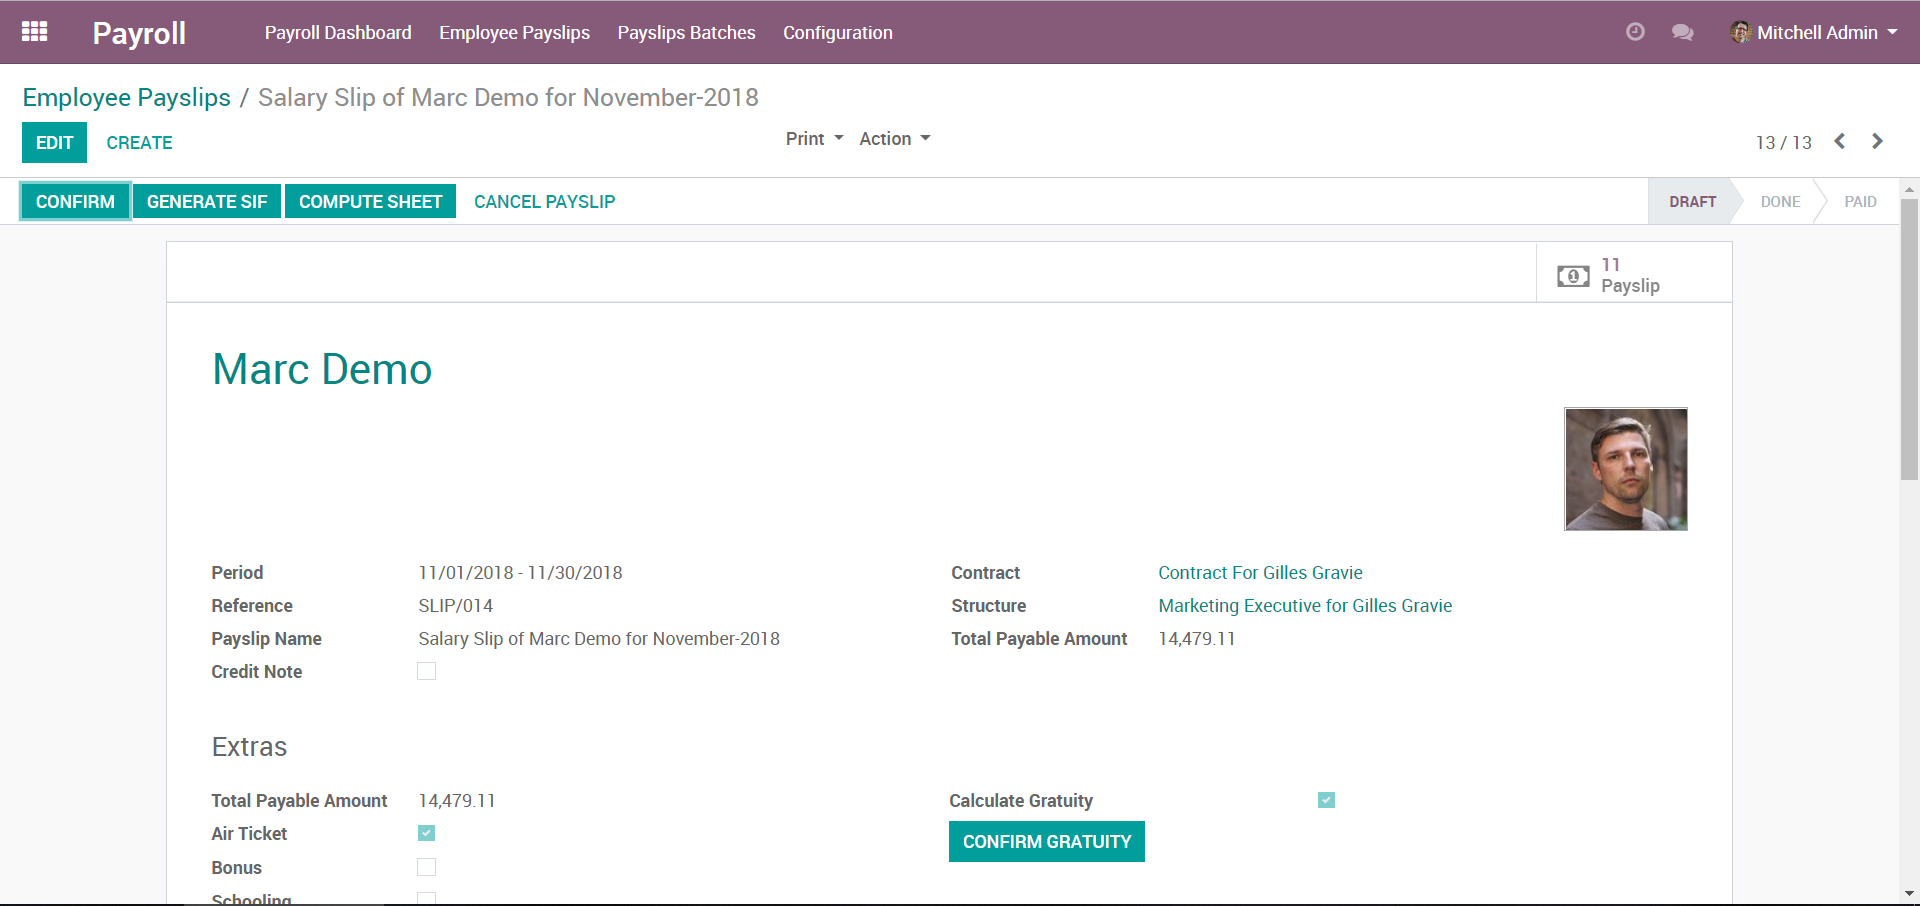 Payroll Payroll Dashboard Employee Payslips Payslips Batches Configuration Mitchell Admin
Employee Payslips / Salary Slip of Marc Demo for November-2018
EDIT CREATE Print Action 13 / 13
CONFIRM GENERATE SIF COMPUTE SHEET CANCEL PAYSLIP DRAFT DONE PAID
11
Payslip
Marc Demo
Period 11/01/2018 - 11/30/2018 Contract Contract For Gilles Gravie
Reference SLIP/014 Structure Marketing Executive for Gilles Gravie
Payslip Name Salary Slip of Marc Demo for November-2018 Total Payable Amount 14,479.11
Credit Note
Extras
Total Payable Amount 14,479.11 Calculate Gratuity
Air Ticket CONFIRM GRATUITY
Bonus
Schooling